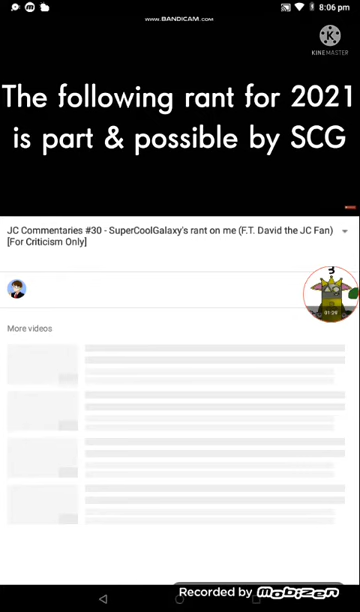 8:06 pm
WWW.BANDICAM.COM
KINEMASTER
The following rant for 2021
is part & possible by SCG
JC Commentaries #30 - SuperCoolGalaxy's rant on me (F.T. David the JC Fan)
[For Criticism Only]
3
01:29
More videos
Recorded by mobizen